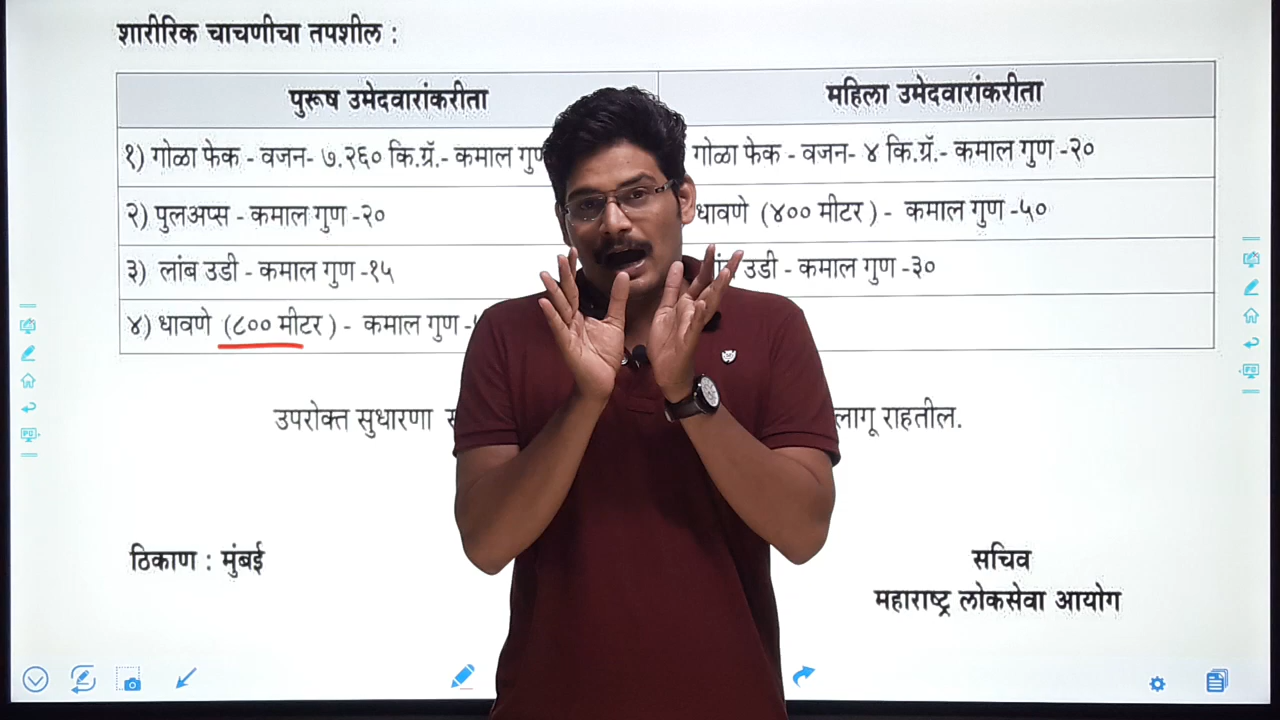 शारीरिक चाचणीचा तपशील :
पुरूष उमेदवारांकरीता
महिला उमेदवारांकरीता
१) गोळा फेक - वजन- ७.२६० कि.ग्रॅ.- कमाल गुण
गोळा फेक - वजन- ४ कि.ग्रॅ.- कमाल गुण -२०
२) पुलअप्स - कमाल गुण -२०
धावणे (४०० मीटर ) - कमाल गुण -५०
३) लांब उडी - कमाल गुण -१५
उडी - कमाल गुण -३०
४) धावणे (८०० मीटर ) - कमाल गुण -
उपरोक्त सुधारणा
लागू राहतील.
ठिकाण : मुंबई
सचिव
महाराष्ट्र लोकसेवा आयोग